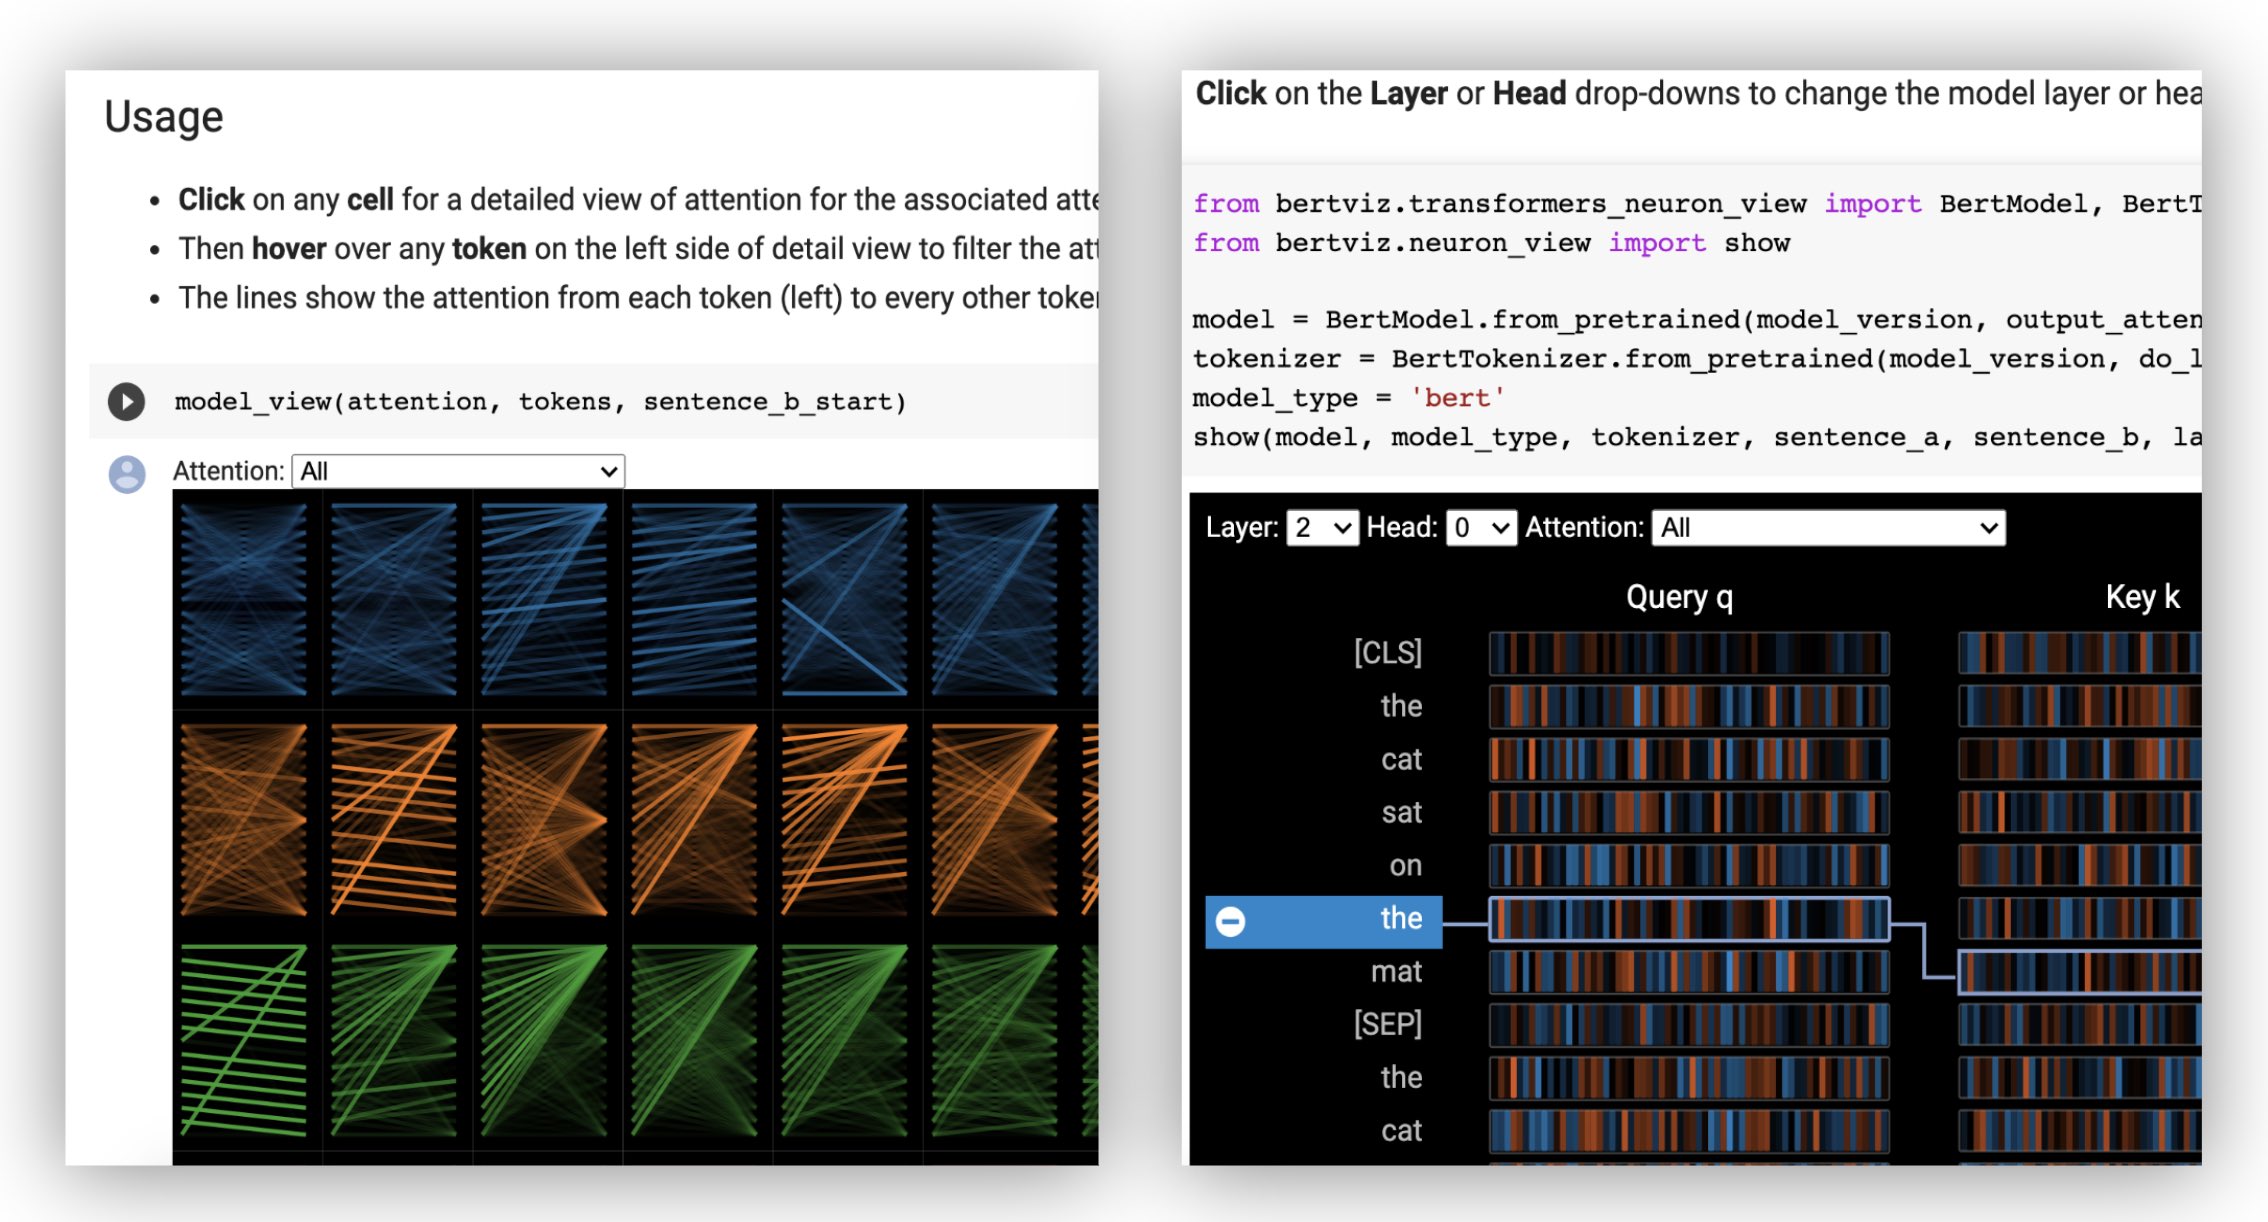 Usage
• Click on any cell for a detailed view of attention for the associated atte
• Then hover over any token on the left side of detail view to filter the att
• The lines show the attention from each token (left) to every other toke
model_view(attention, tokens, sentence_b_start)
Attention: All
Click on the Layer or Head drop-downs to change the model layer or hea
from bertviz.transformers_neuron_view import BertModel, BertT
from bertviz.neuron_view import show
model = BertModel.from_pretrained(model_version, output_atten
tokenizer = BertTokenizer.from_pretrained(model_version, do_l
model_type = 'bert'
show(model, model_type, tokenizer, sentence_a, sentence_b, la
Layer: 2 Head: 0 Attention: All
Query q Key k
[CLS]
the
cat
sat
on
the
mat
[SEP]
the
cat